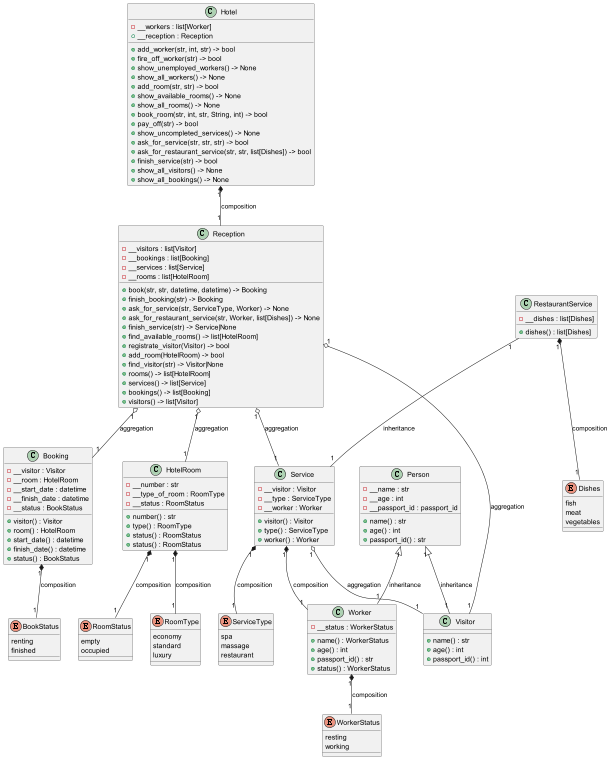 C Hotel
__workers : list[Worker]
__reception : Reception
add_worker(str, int, str) -> bool
fire_off_worker(str) -> bool
show_unemployed_workers() -> None
show_all_workers() -> None
add_room(str, str) -> bool
show_available_rooms() -> None
show_all_rooms() -> None
book_room(str, int, str, String, int) -> bool
pay_off(str) -> bool
show_uncompleted_services() -> None
ask_for_service(str, str, str) -> bool
ask_for_restaurant_service(str, str, list[Dishes]) -> bool
finish_service(str) -> bool
show_all_visitors() -> None
show_all_bookings() -> None
1
composition
1
C Reception
__visitors : list[Visitor]
__bookings : list[Booking]
__services : list[Service]
__rooms : list[HotelRoom]
book(str, str, datetime, datetime) -> Booking
finish_booking(str) -> Booking
ask_for_service(str, ServiceType, Worker) -> None
ask_for_restaurant_service(str, Worker, list[Dishes]) -> None
finish_service(str) -> Service|None
find_available_rooms() -> list[HotelRoom]
registrate_visitor(Visitor) -> bool
add_room(HotelRoom) -> bool
find_visitor(str) -> Visitor|None
rooms() -> list[HotelRoom]
services() -> list[Service]
bookings() -> list[Booking]
visitors() -> list[Visitor]
C RestaurantService
__dishes : list[Dishes]
dishes() : list[Dishes]
1
1
1
1
1
1
aggregation
aggregation
aggregation
inheritance
composition
1
1
1
1
1
C Booking
__visitor : Visitor
__room : HotelRoom
__start_date : datetime
__finish_date : datetime
__status : BookStatus
visitor() : Visitor
room() : HotelRoom
start_date() : datetime
finish_date() : datetime
status() : BookStatus
C HotelRoom
__number : str
__type_of_room : RoomType
__status : RoomStatus
number() : str
type() : RoomType
status() : RoomStatus
status() : RoomStatus
C Service
__visitor : Visitor
__type : ServiceType
__worker : Worker
visitor() : Visitor
type() : ServiceType
worker() : Worker
C Person
__name : str
__age : int
__passport_id : passport_id
name() : str
age() : int
passport_id() : str
E Dishes
fish
meat
vegetables
aggregation
1
1
1
1
1
1
1
1
composition
composition
composition
composition
composition
aggregation
inheritance
inheritance
1
1
1
1
1
1
1
1
1
E BookStatus
renting
finished
E RoomStatus
empty
occupied
E RoomType
economy
standard
luxury
E ServiceType
spa
massage
restaurant
C Worker
__status : WorkerStatus
name() : WorkerStatus
age() : int
passport_id() : str
status() : WorkerStatus
C Visitor
name() : str
age() : int
passport_id() : int
1
composition
1
E WorkerStatus
resting
working